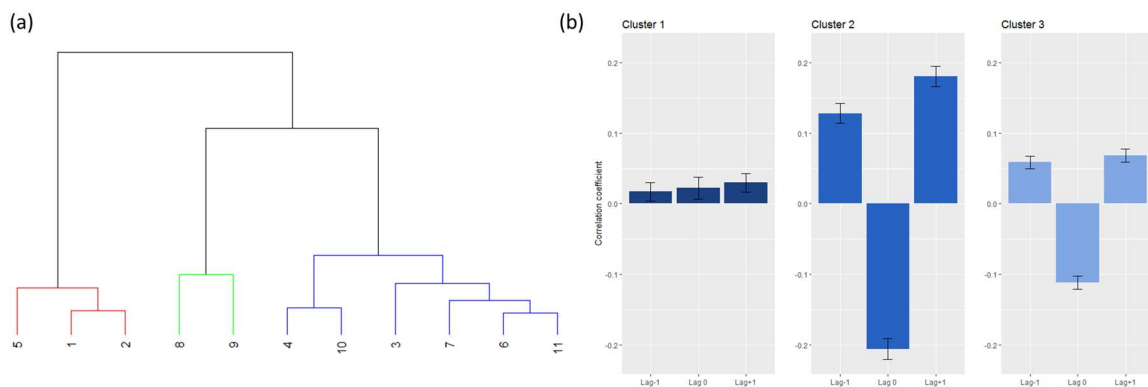 (a)
5 1 2 8 9 4 10 3 7 6 11
(b)
Cluster 1
Cluster 2
Cluster 3
Correlation coefficient
0.2 0.2 0.2
0.1 0.1 0.1
0.0 0.0 0.0
-0.1 -0.1 -0.1
-0.2 -0.2 -0.2
Lag-1 Lag 0 Lag+1
Lag-1 Lag 0 Lag+1
Lag-1 Lag 0 Lag+1